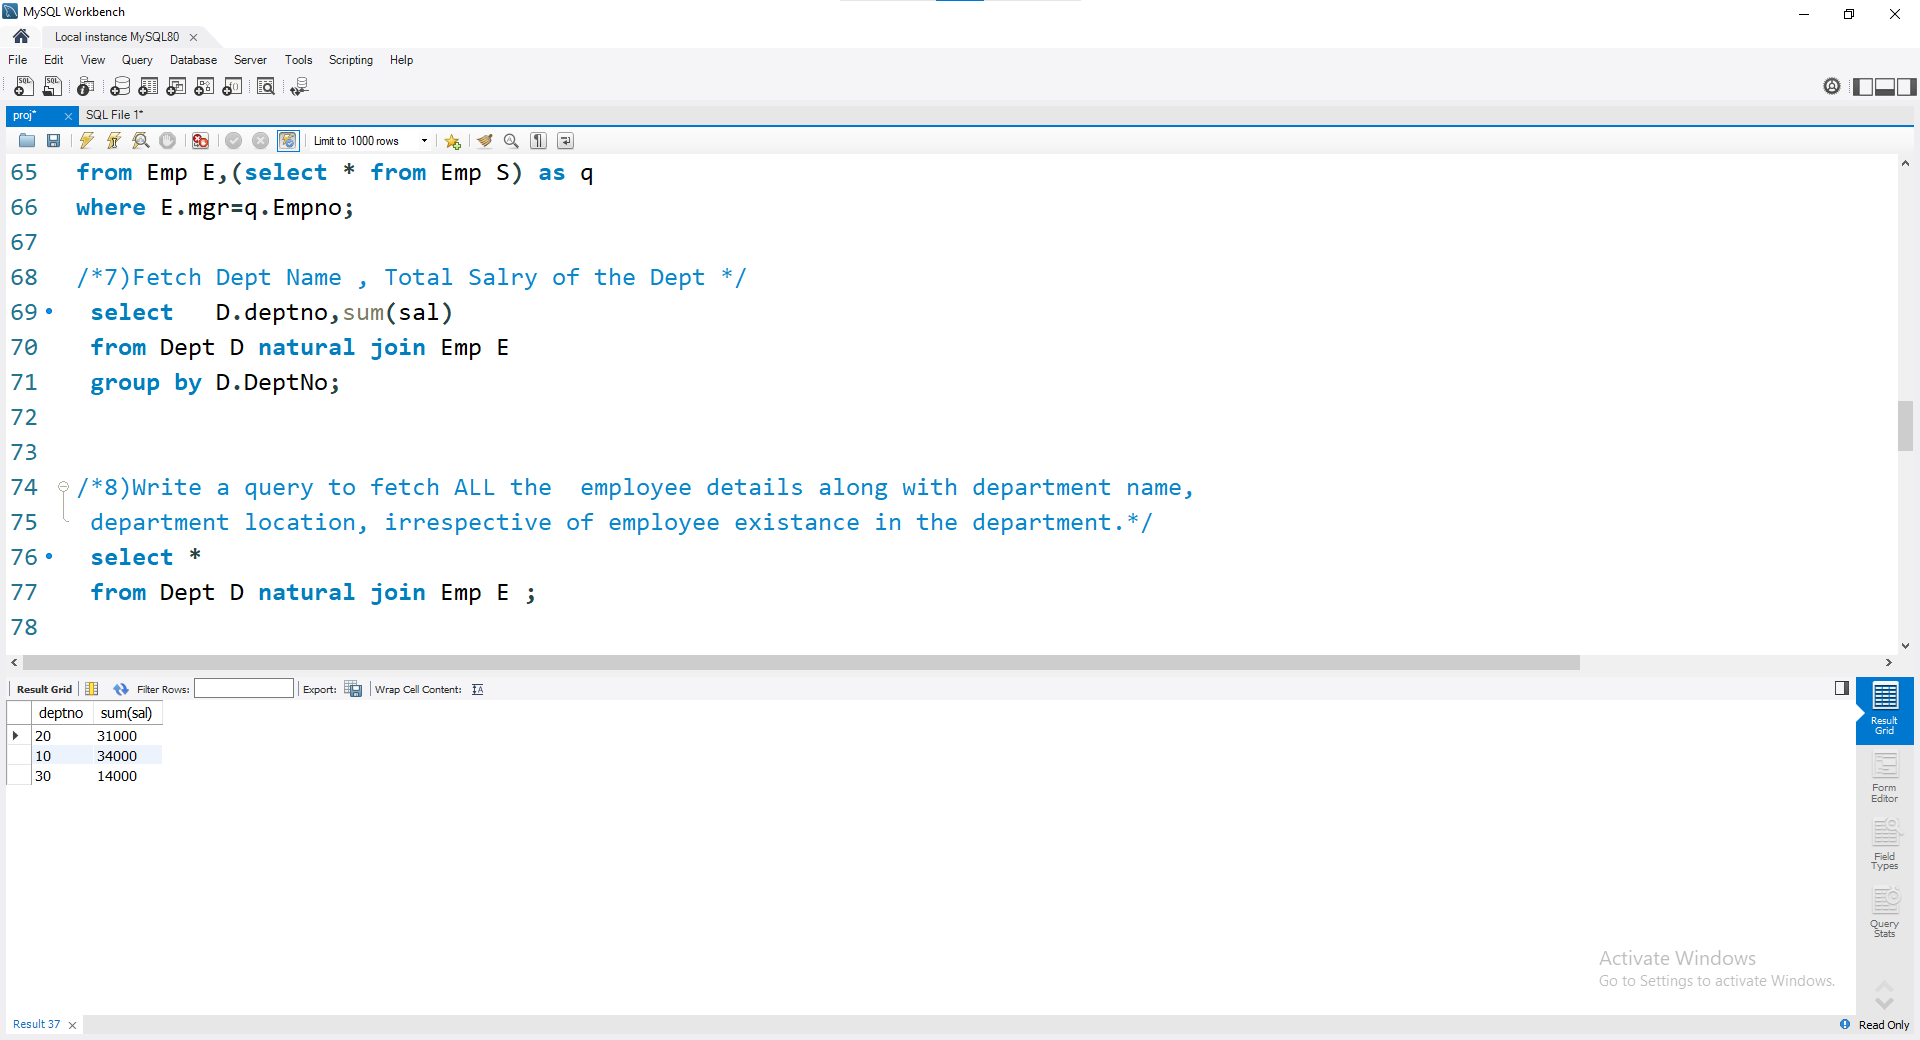 MySQL Workbench
Local instance MySQL80 ×
File Edit View Query Database Server Tools Scripting Help
proj* × SQL File 1*
Limit to 1000 rows
65 from Emp E,(select * from Emp S) as q
66 where E.mgr=q.Empno;
67
68 /*7)Fetch Dept Name , Total Salry of the Dept */
69 select   D.deptno,sum(sal)
70 from Dept D natural join Emp E
71 group by D.DeptNo;
72
73
74 /*8)Write a query to fetch ALL the  employee details along with department name,
75 department location, irrespective of employee existance in the department.*/
76 select *
77 from Dept D natural join Emp E ;
78
Result Grid Filter Rows: Export: Wrap Cell Content:
deptno sum(sal)
20 31000
10 34000
30 14000
Result
Grid
Form
Editor
Field
Types
Query
Stats
Activate Windows
Go to Settings to activate Windows.
Result 37 × Read Only